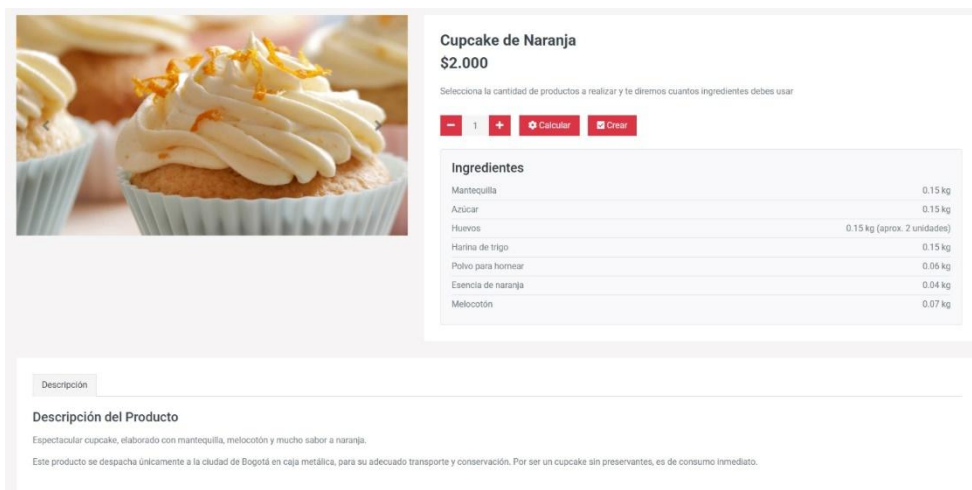 Cupcake de Naranja
$2.000
Selecciona la cantidad de productos a realizar y te diremos cuantos ingredientes debes usar
1 Calcular Crear
Ingredientes
Mantequilla 0.15 kg
Azúcar 0.15 kg
Huevos 0.15 kg (aprox. 2 unidades)
Harina de trigo 0.15 kg
Polvo para hornear 0.06 kg
Esencia de naranja 0.04 kg
Melocotón 0.07 kg
Descripción
Descripción del Producto
Espectacular cupcake, elaborado con mantequilla, melocotón y mucho sabor a naranja.
Este producto se despacha únicamente a la ciudad de Bogotá en caja metálica, para su adecuado transporte y conservación. Por ser un cupcake sin preservantes, es de consumo inmediato.